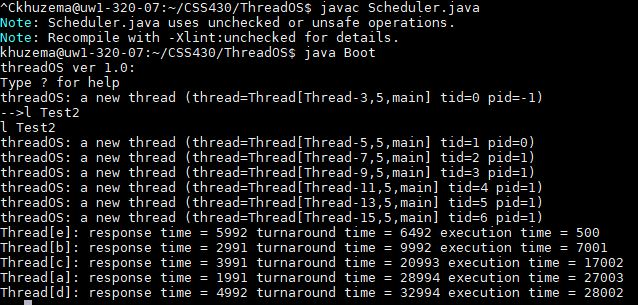 ^Ckhuzema@uw1-320-07:~/CSS430/ThreadOS$ javac Scheduler.java
Note: Scheduler.java uses unchecked or unsafe operations.
Note: Recompile with -Xlint:unchecked for details.
khuzema@uw1-320-07:~/CSS430/ThreadOS$ java Boot
threadOS ver 1.0:
Type ? for help
threadOS: a new thread (thread=Thread[Thread-3,5,main] tid=0 pid=-1)
-->l Test2
l Test2
threadOS: a new thread (thread=Thread[Thread-5,5,main] tid=1 pid=0)
threadOS: a new thread (thread=Thread[Thread-7,5,main] tid=2 pid=1)
threadOS: a new thread (thread=Thread[Thread-9,5,main] tid=3 pid=1)
threadOS: a new thread (thread=Thread[Thread-11,5,main] tid=4 pid=1)
threadOS: a new thread (thread=Thread[Thread-13,5,main] tid=5 pid=1)
threadOS: a new thread (thread=Thread[Thread-15,5,main] tid=6 pid=1)
Thread[e]: response time = 5992 turnaround time = 6492 execution time = 500
Thread[b]: response time = 2991 turnaround time = 9992 execution time = 7001
Thread[c]: response time = 3991 turnaround time = 20993 execution time = 17002
Thread[a]: response time = 1991 turnaround time = 28994 execution time = 27003
Thread[d]: response time = 4992 turnaround time = 32994 execution time = 28002